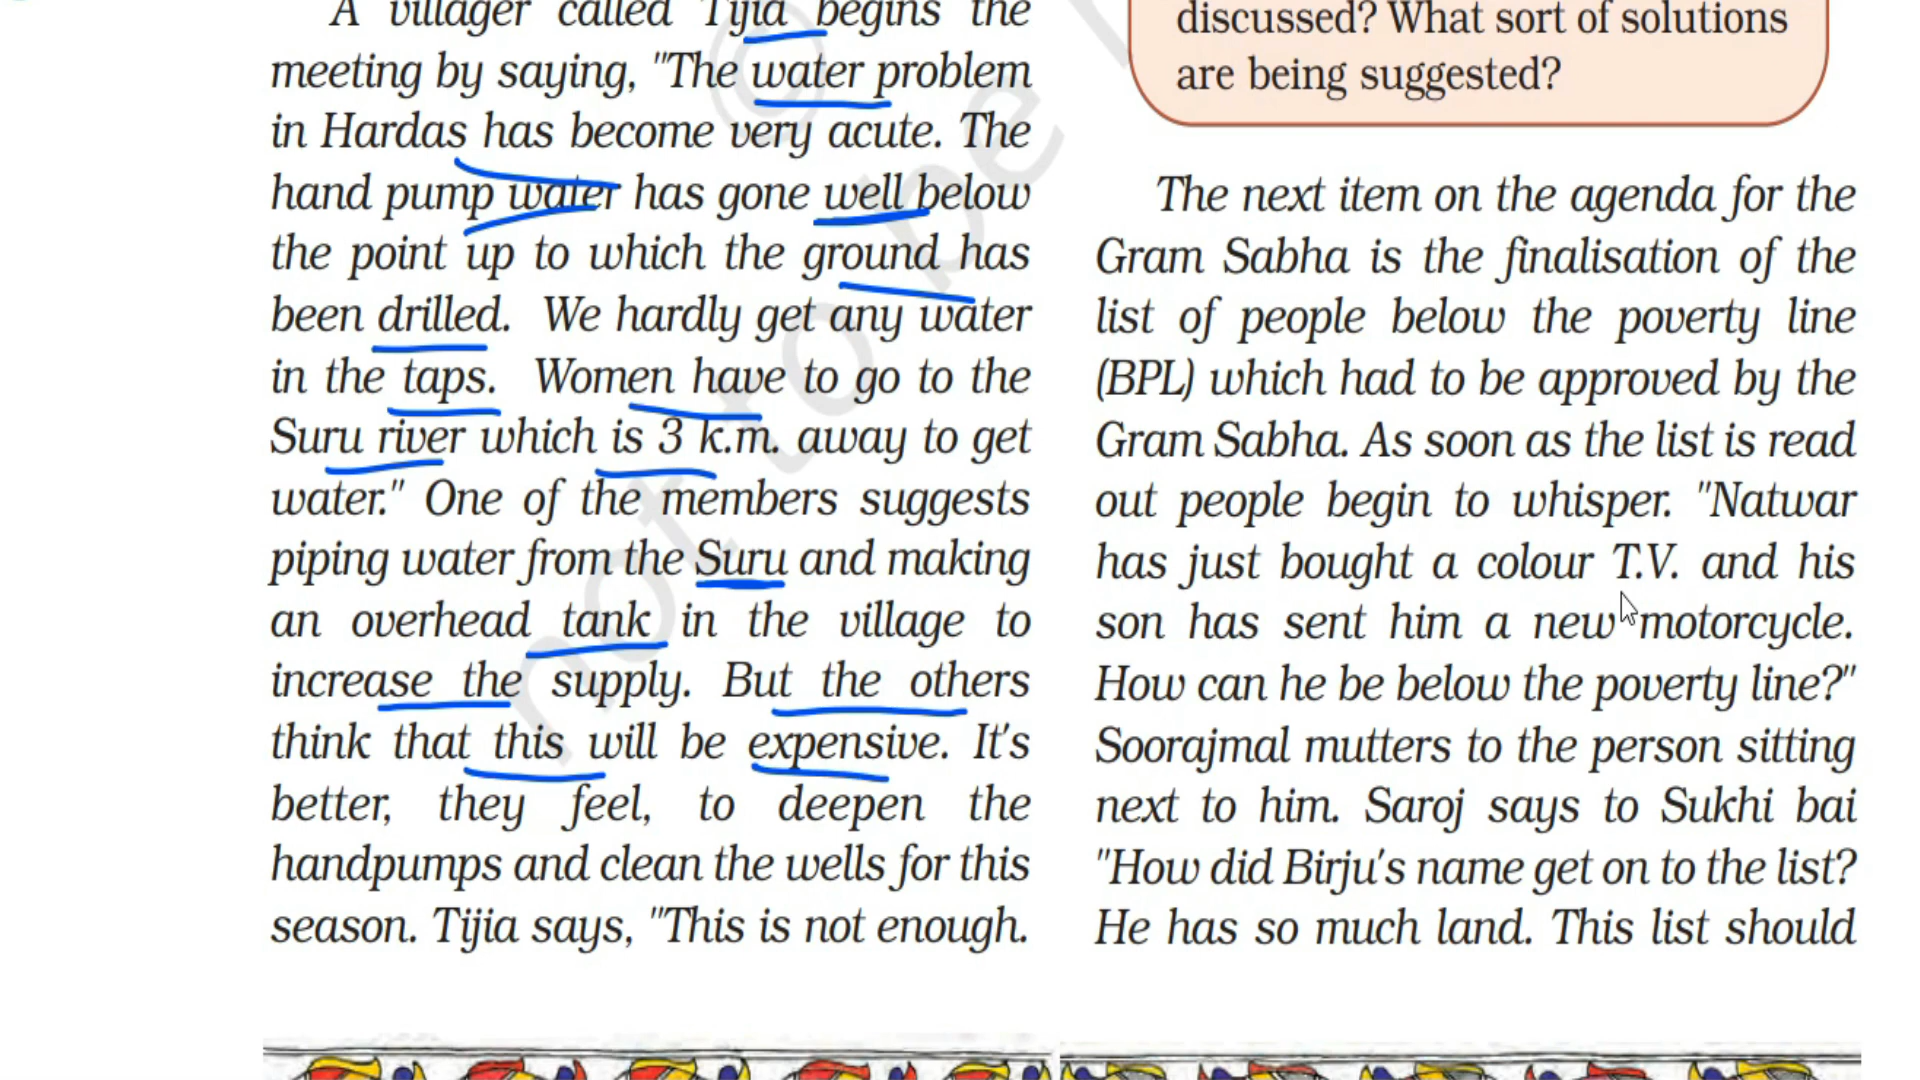 A villager called Tijia begins the
meeting by saying, "The water problem
in Hardas has become very acute. The
hand pump water has gone well below
the point up to which the ground has
been drilled. We hardly get any water
in the taps. Women have to go to the
Suru river which is 3 k.m. away to get
water." One of the members suggests
piping water from the Suru and making
an overhead tank in the village to
increase the supply. But the others
think that this will be expensive. It's
better, they feel, to deepen the
handpumps and clean the wells for this
season. Tijia says, "This is not enough.
discussed? What sort of solutions
are being suggested?
The next item on the agenda for the
Gram Sabha is the finalisation of the
list of people below the poverty line
(BPL) which had to be approved by the
Gram Sabha. As soon as the list is read
out people begin to whisper. "Natwar
has just bought a colour T.V. and his
son has sent him a new motorcycle.
How can he be below the poverty line?"
Soorajmal mutters to the person sitting
next to him. Saroj says to Sukhi bai
"How did Birju's name get on to the list?
He has so much land. This list should
©
not to be